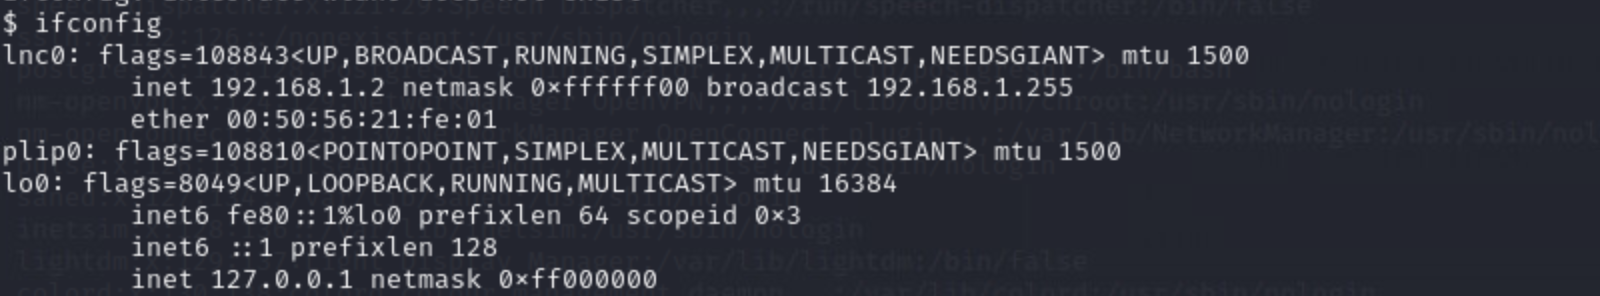 $ ifconfig
lnc0: flags=108843<UP,BROADCAST,RUNNING,SIMPLEX,MULTICAST,NEEDSGIANT> mtu 1500
inet 192.168.1.2 netmask 0xffffff00 broadcast 192.168.1.255
ether 00:50:56:21:fe:01
plip0: flags=108810<POINTOPOINT,SIMPLEX,MULTICAST,NEEDSGIANT> mtu 1500
lo0: flags=8049<UP,LOOPBACK,RUNNING,MULTICAST> mtu 16384
inet6 fe80::1%lo0 prefixlen 64 scopeid 0x3
inet6 ::1 prefixlen 128
inet 127.0.0.1 netmask 0xff000000